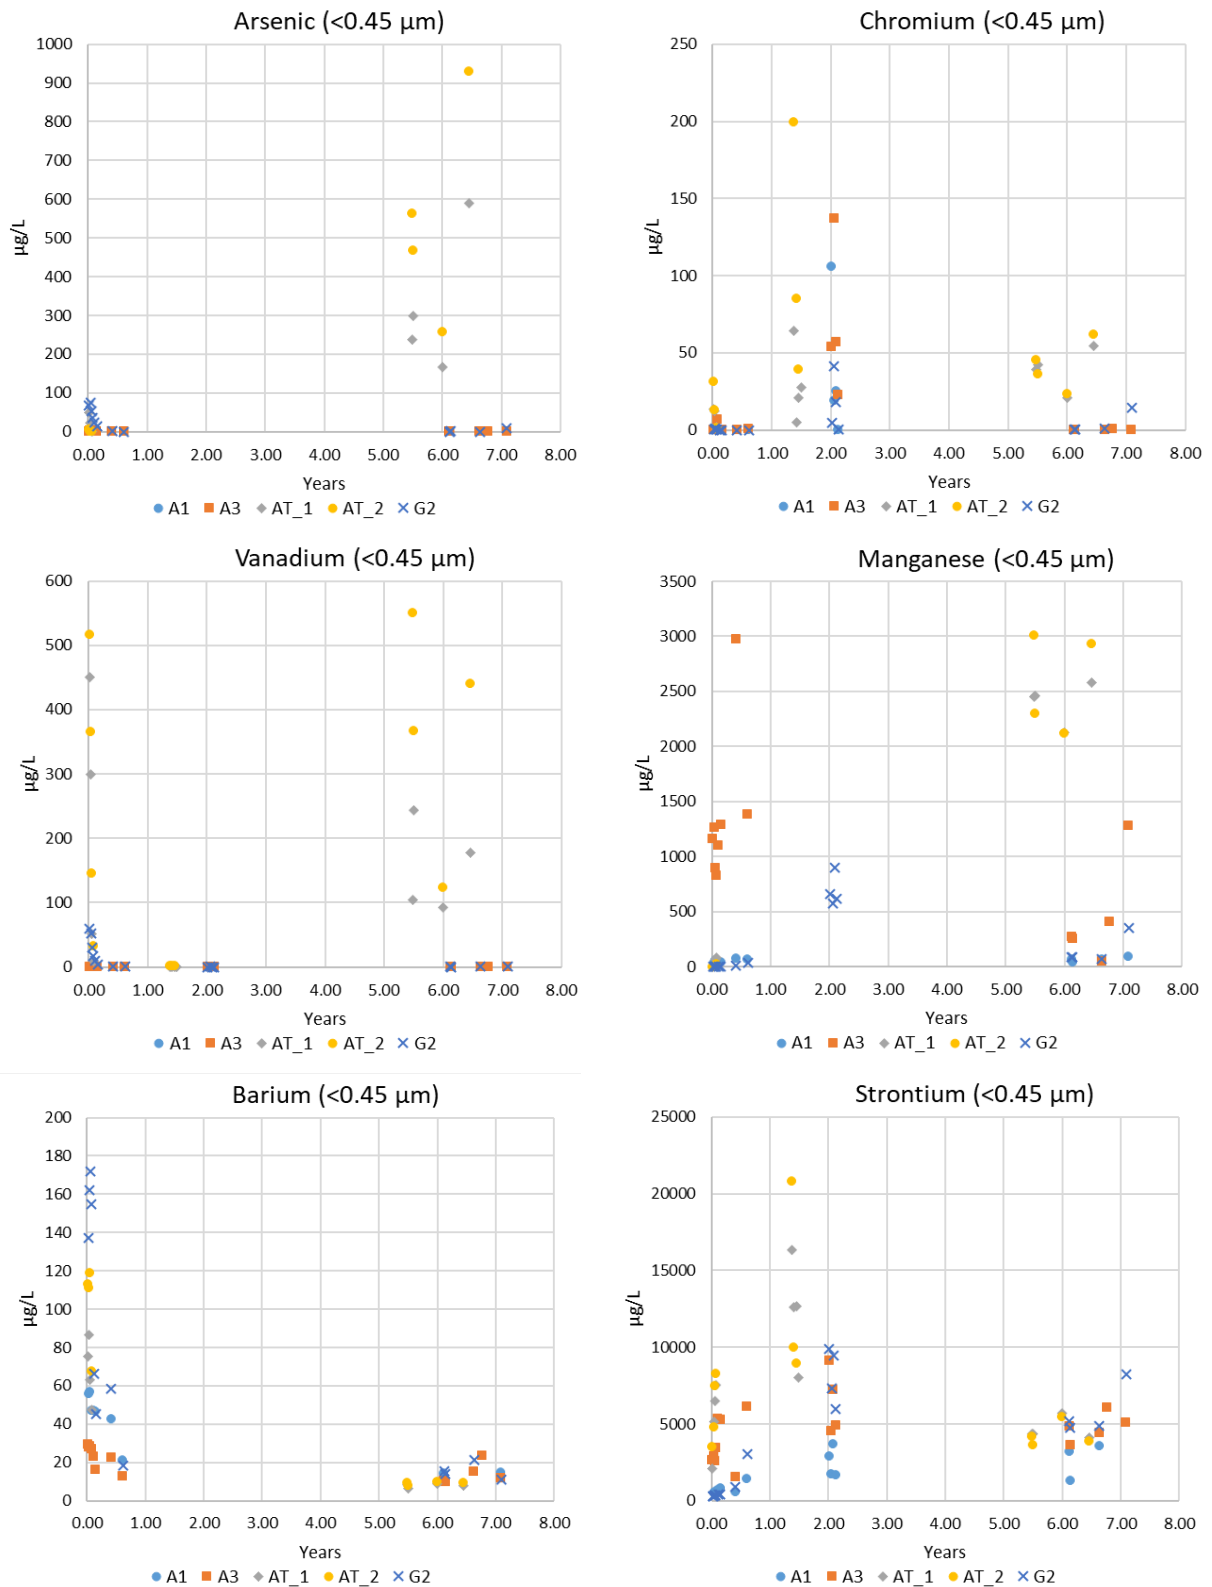 Arsenic (<0.45 µm)
1000
900
800
700
600
500
400
300
200
100
0
µg/L
0.00 1.00 2.00 3.00 4.00 5.00 6.00 7.00 8.00
Years
A1 A3 AT_1 AT_2 G2
Chromium (<0.45 µm)
250
200
150
100
50
0
µg/L
0.00 1.00 2.00 3.00 4.00 5.00 6.00 7.00 8.00
Years
A1 A3 AT_1 AT_2 G2
Vanadium (<0.45 µm)
600
500
400
300
200
100
0
µg/L
0.00 1.00 2.00 3.00 4.00 5.00 6.00 7.00 8.00
Years
A1 A3 AT_1 AT_2 G2
Manganese (<0.45 µm)
3500
3000
2500
2000
1500
1000
500
0
µg/L
0.00 1.00 2.00 3.00 4.00 5.00 6.00 7.00 8.00
Years
A1 A3 AT_1 AT_2 G2
Barium (<0.45 µm)
200
180
160
140
120
100
80
60
40
20
0
µg/L
0.00 1.00 2.00 3.00 4.00 5.00 6.00 7.00 8.00
Years
A1 A3 AT_1 AT_2 G2
Strontium (<0.45 µm)
25000
20000
15000
10000
5000
0
µg/L
0.00 1.00 2.00 3.00 4.00 5.00 6.00 7.00 8.00
Years
A1 A3 AT_1 AT_2 G2